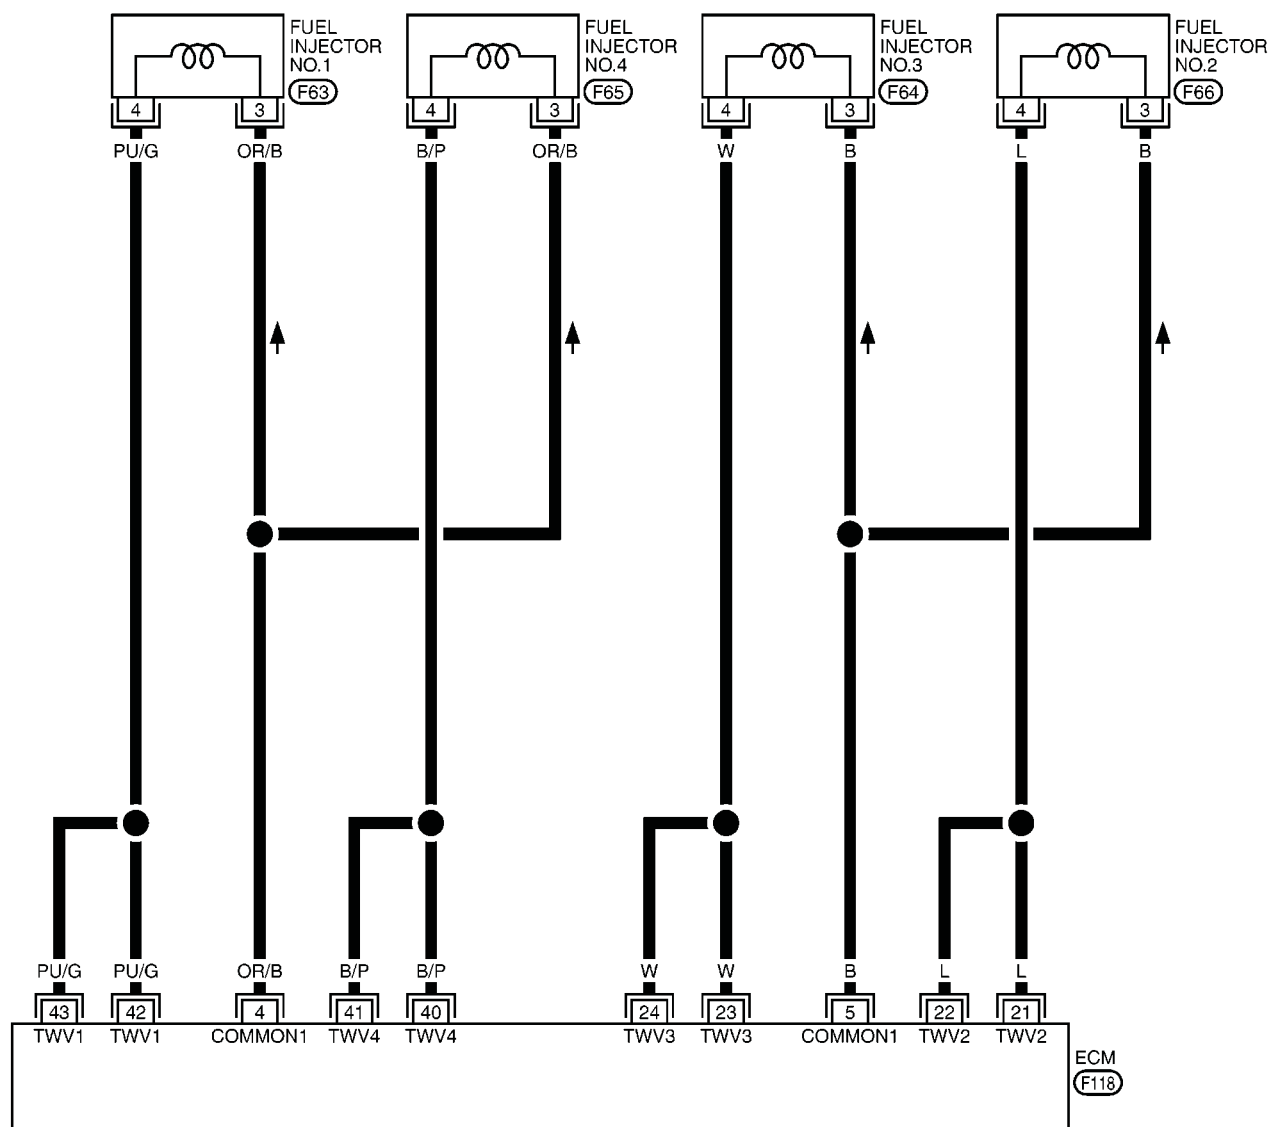 FUEL
INJECTOR
NO.1
F63
FUEL
INJECTOR
NO.4
F65
FUEL
INJECTOR
NO.3
F64
FUEL
INJECTOR
NO.2
F66
4 3 4 3 4 3 4 3
PU/G OR/B B/P OR/B W B L B
PU/G PU/G OR/B B/P B/P W W B L L
43 42 4 41 40 24 23 5 22 21
TWV1 TWV1 COMMON1 TWV4 TWV4 TWV3 TWV3 COMMON1 TWV2 TWV2
ECM
F118